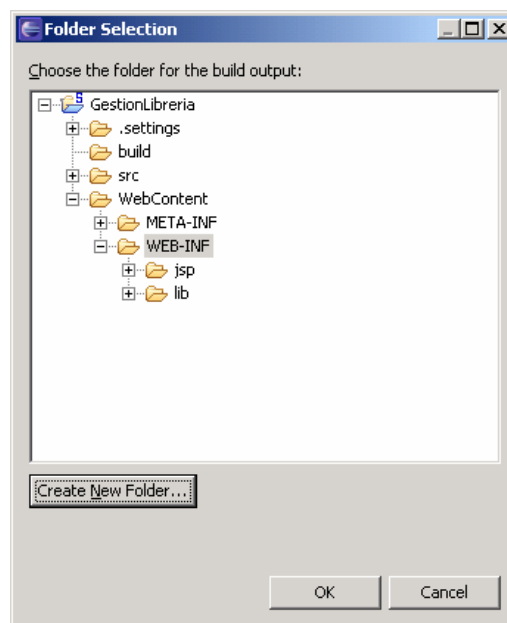 Folder Selection
Choose the folder for the build output:
GestionLibreria
.settings
build
src
WebContent
META-INF
WEB-INF
jsp
lib
Create New Folder...
OK Cancel